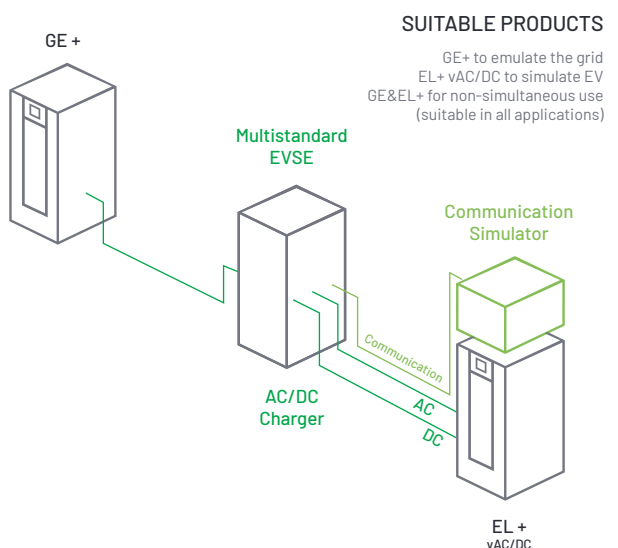 SUITABLE PRODUCTS
GE+ to emulate the grid
EL+ vAC/DC to simulate EV
GE&EL+ for non-simultaneous use
(suitable in all applications)
GE +
Multistandard
EVSE
Communication
Simulator
Communication
AC
DC
AC/DC
Charger
EL +
vAC/DC